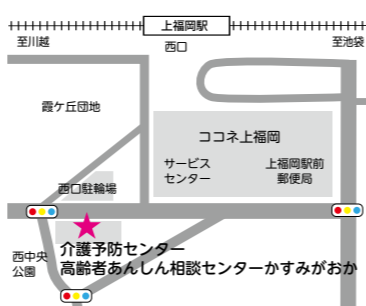 上福岡駅
至川越
西口
至池袋
霞ケ丘団地
ココネ上福岡
サービス
センター
上福岡駅前
郵便局
西口駐輪場
西中央
公園
介護予防センター
高齢者あんしん相談センターかすみがおか